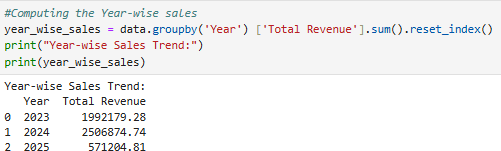 #Computing the Year-wise sales
year_wise_sales = data.groupby('Year') ['Total Revenue'].sum().reset_index()
print("Year-wise Sales Trend:")
print(year_wise_sales)
Year-wise Sales Trend:
   Year  Total Revenue
0  2023     1992179.28
1  2024     2506874.74
2  2025      571204.81